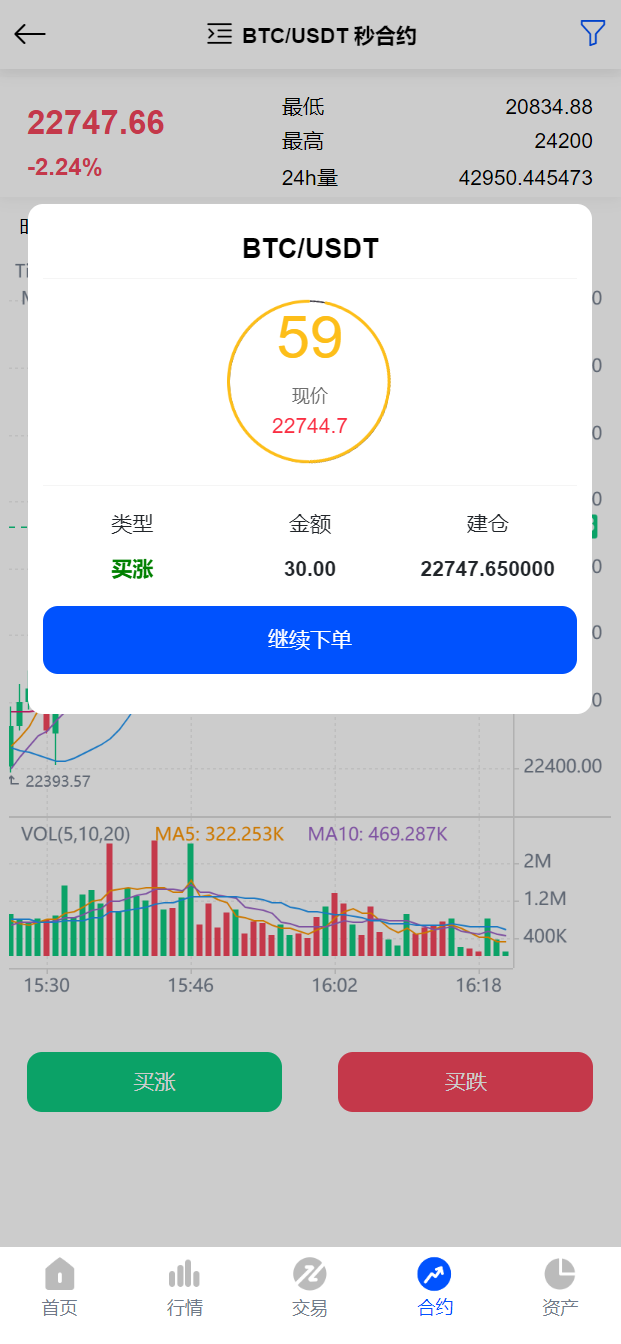 BTC/USDT 秒合约
22747.66
-2.24%
最低 20834.88
最高 24200
24h量 42950.445473
BTC/USDT
59
现价
22744.7
类型 金额 建仓
买涨 30.00 22747.650000
继续下单
22400.00
22393.57
VOL(5,10,20) MA5: 322.253K MA10: 469.287K
2M
1.2M
400K
15:30 15:46 16:02 16:18
买涨 买跌
首页 行情 交易 合约 资产